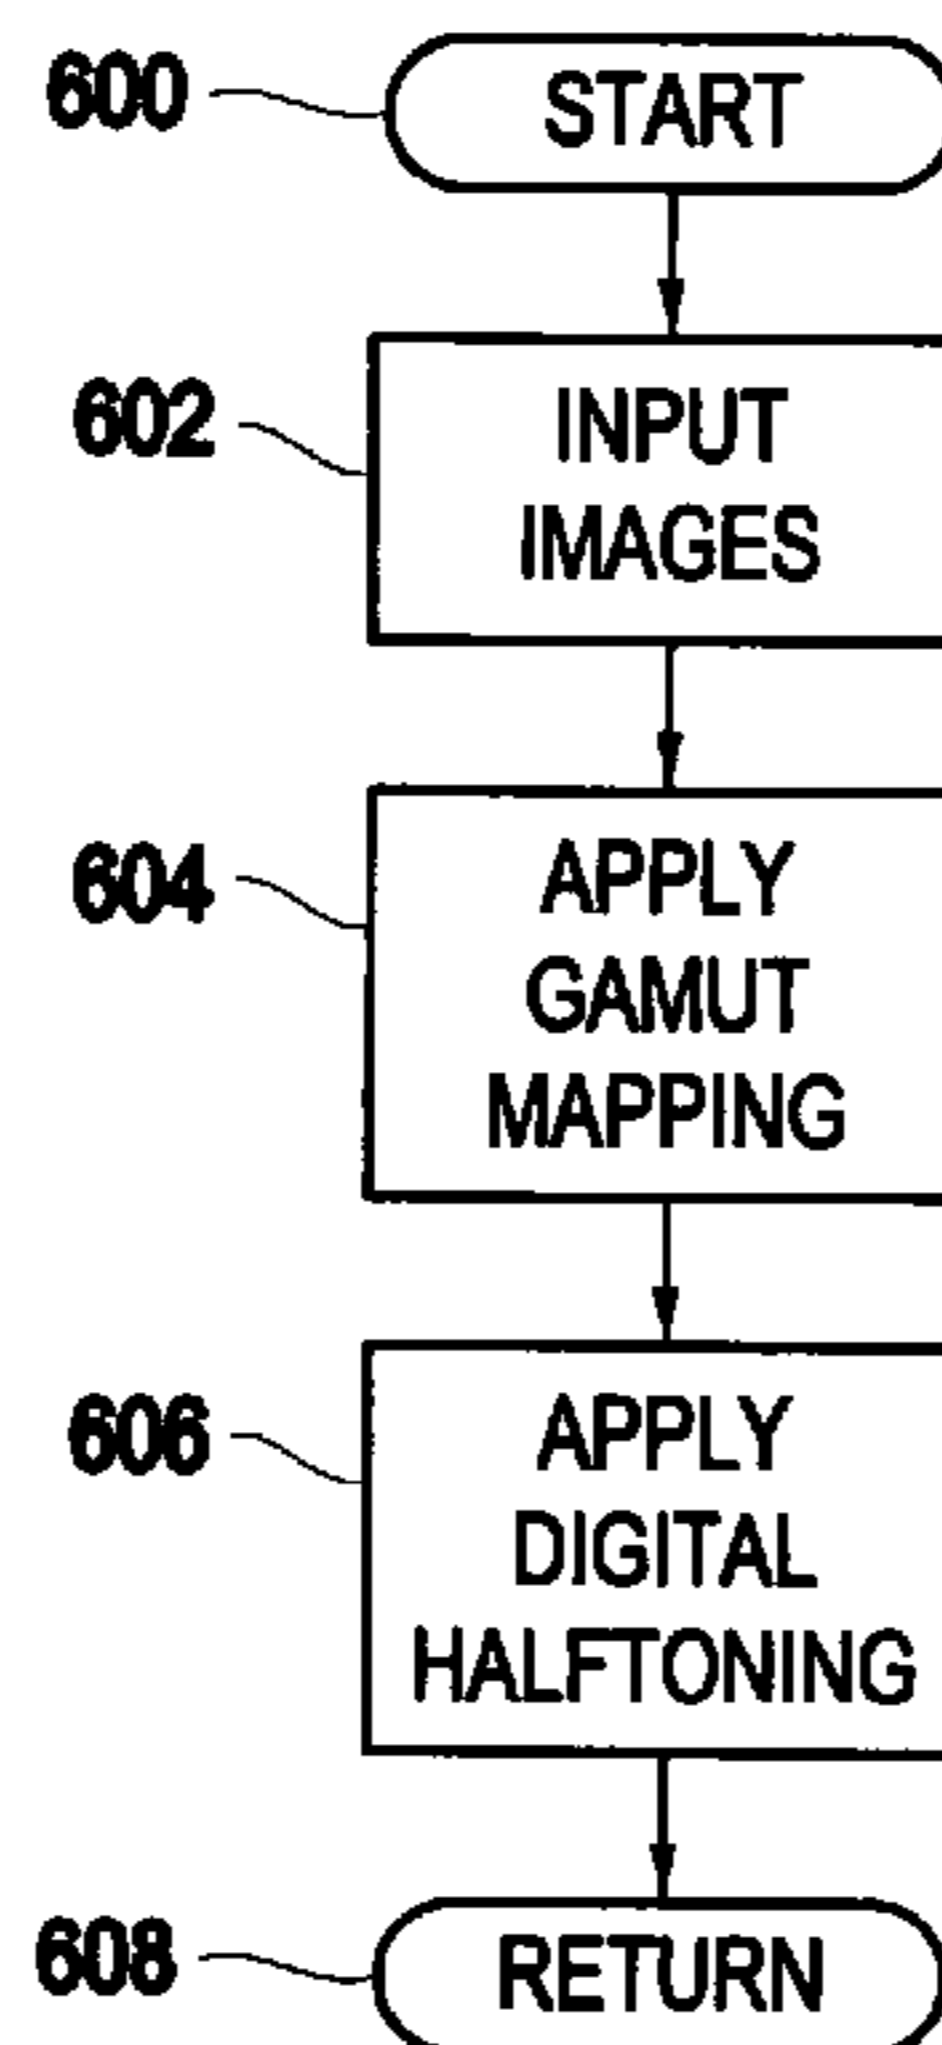 600
START
602
INPUT
IMAGES
604
APPLY
GAMUT
MAPPING
606
APPLY
DIGITAL
HALFTONING
608
RETURN